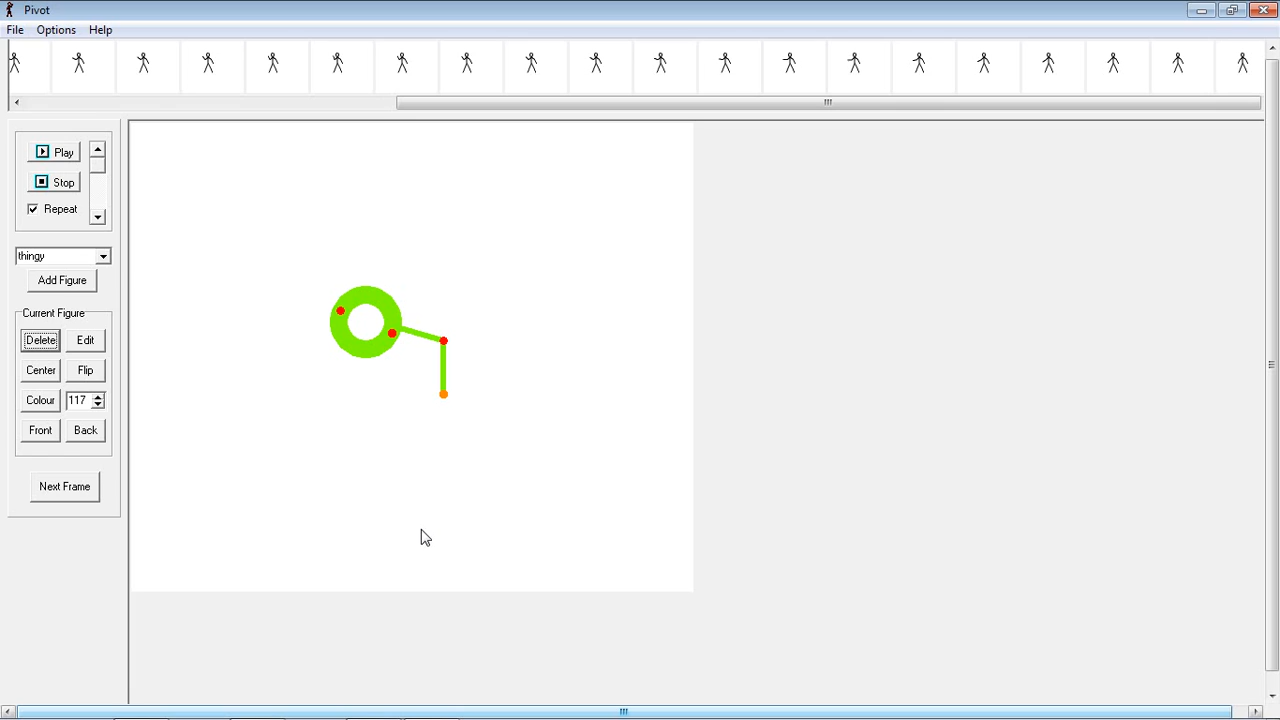 Pivot
File Options Help
Play
Stop
Repeat
thingy
Add Figure
Current Figure
Delete Edit
Center Flip
Colour 117
Front Back
Next Frame